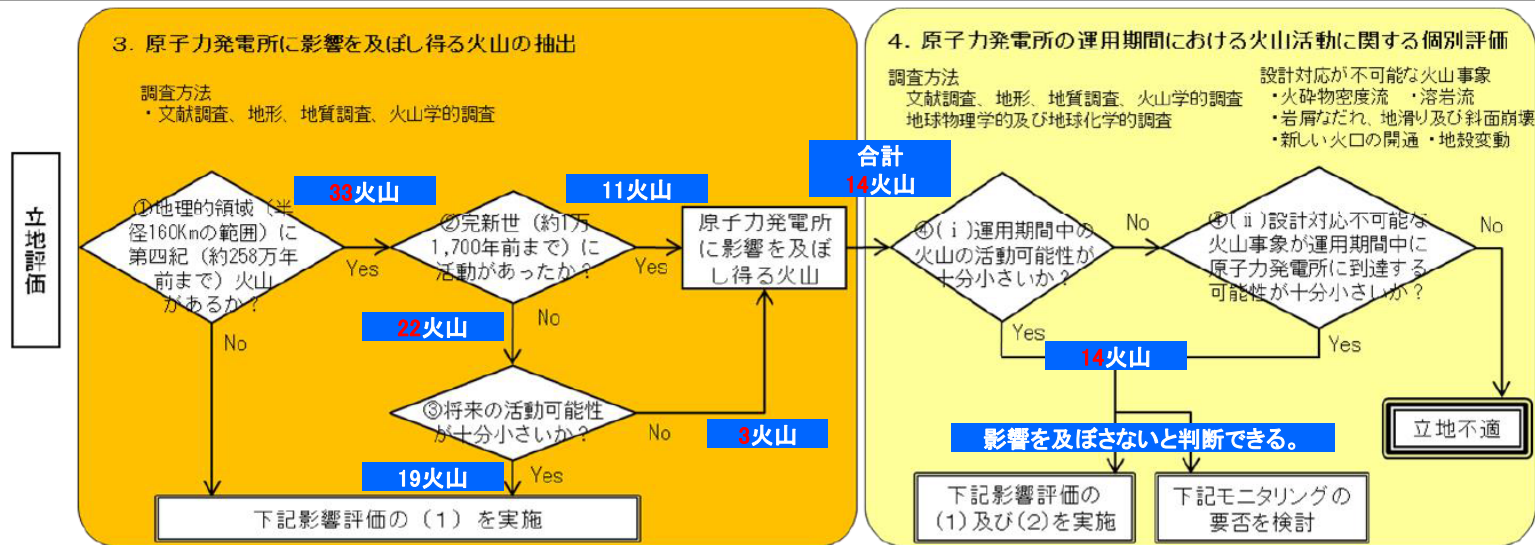 立地評価
3. 原子力発電所に影響を及ぼし得る火山の抽出
調査方法
・文献調査、地形、地質調査、火山学的調査
①地理的領域（半
径160Kmの範囲）に
第四紀（約258万年
前まで）火山
があるか？
33火山
Yes
No
②完新世（約1万
1,700年前まで）に
活動があったか？
11火山
Yes
22火山
No
原子力発電所
に影響を及ぼ
し得る火山
③将来の活動可能性
が十分小さいか？
No
3火山
19火山
Yes
下記影響評価の（1）を実施
4. 原子力発電所の運用期間における火山活動に関する個別評価
調査方法
文献調査、地形、地質調査、火山学的調査
地球物理学的及び地球化学的調査
設計対応が不可能な火山事象
・火砕物密度流　・溶岩流
・岩屑なだれ、地滑り及び斜面崩壊
・新しい火口の開通 ・地殻変動
合計
14火山
④(ⅰ)運用期間中の
火山の活動可能性が
十分小さいか？
No
Yes
④(ⅱ)設計対応不可能な
火山事象が運用期間中に
原子力発電所に到達する
可能性が十分小さいか？
No
Yes
14火山
立地不適
影響を及ぼさないと判断できる。
下記影響評価の
(1)及び(2)を実施
下記モニタリングの
要否を検討